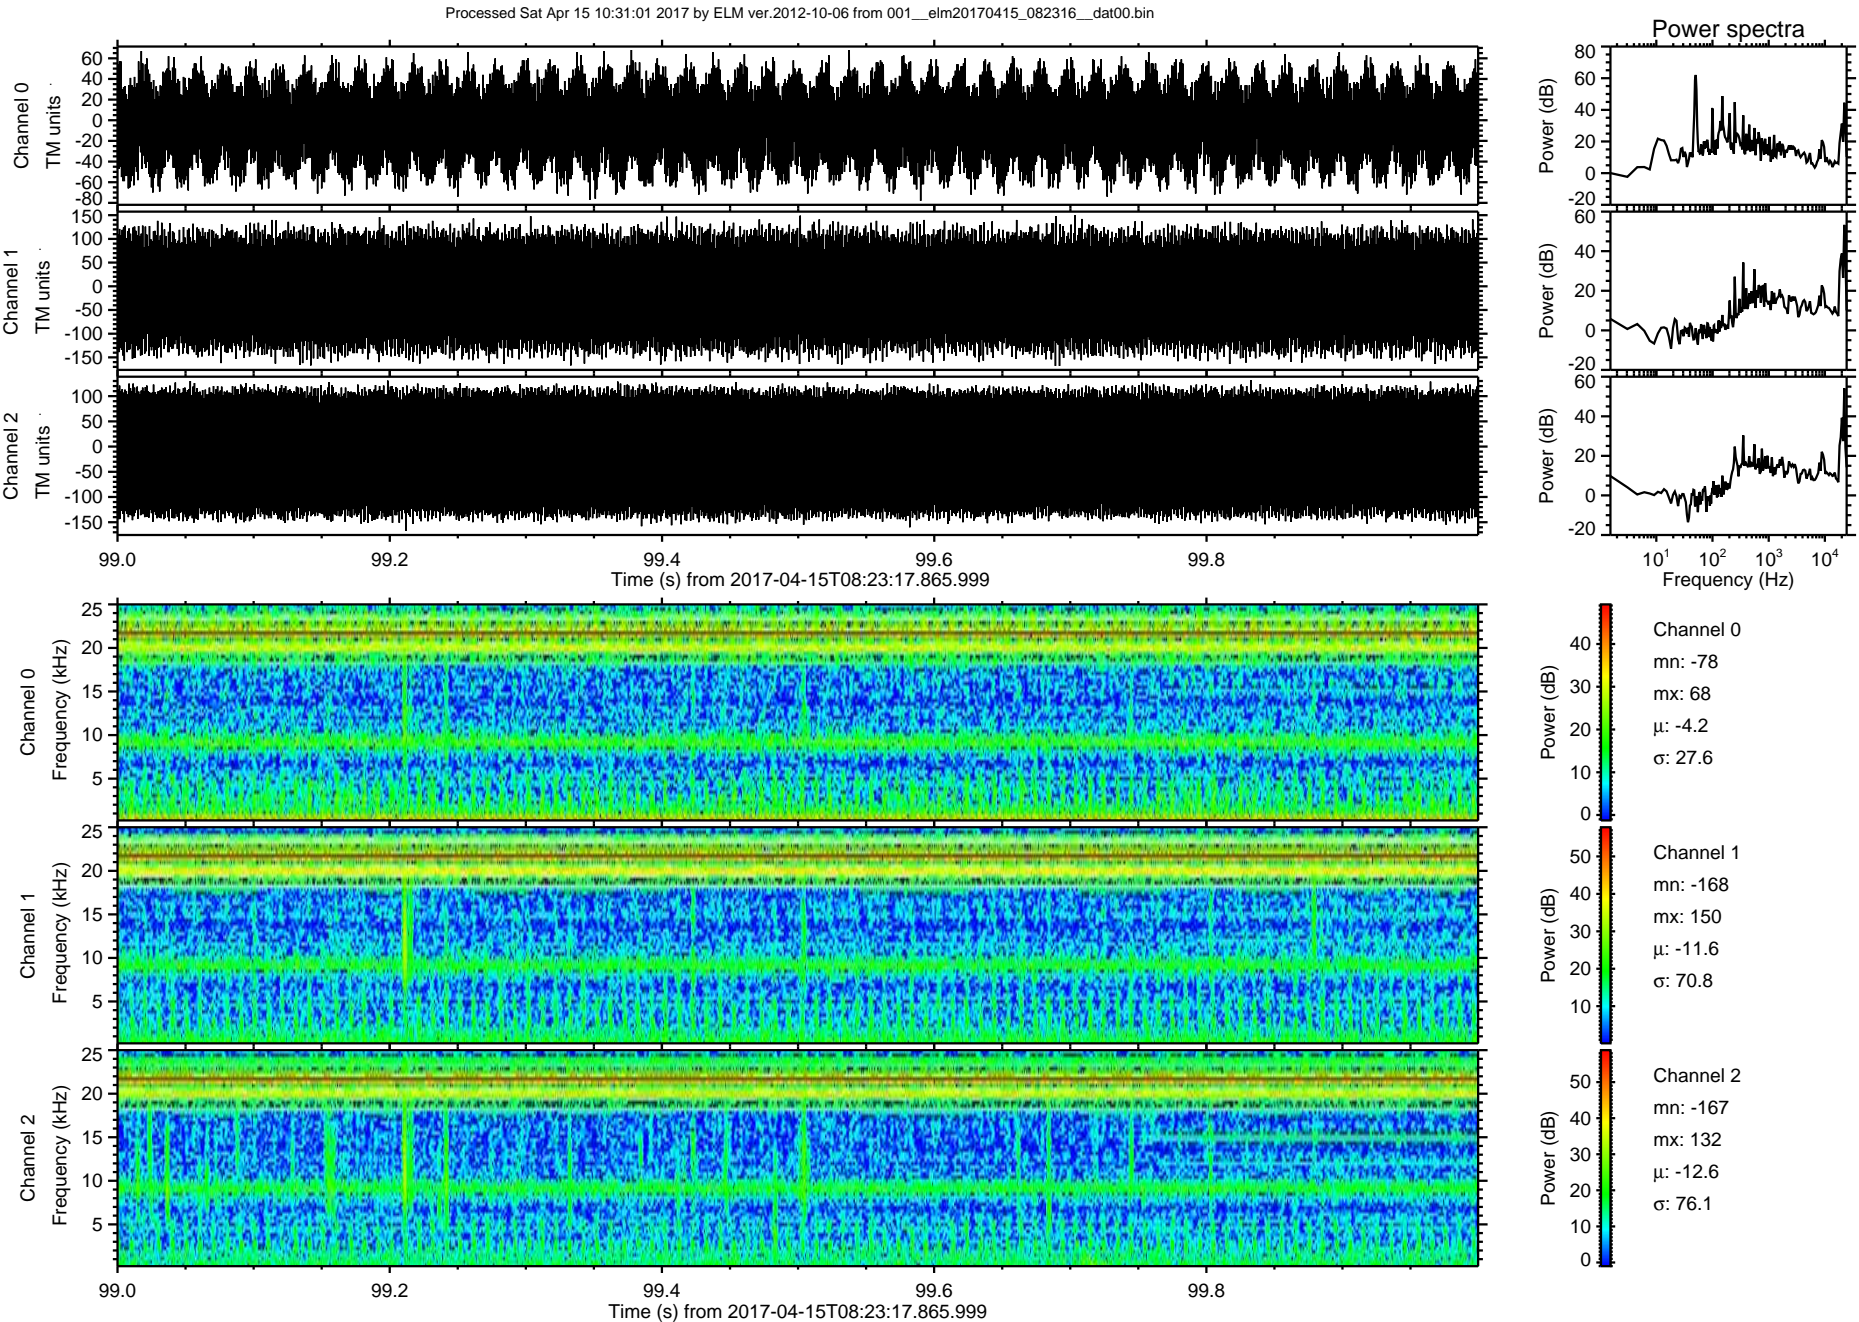 Processed Sat Apr 15 10:31:01 2017 by ELM ver.2012-10-06 from 001__elm20170415_082316__dat00.bin
Power spectra
Channel 0
TM units
60
40
20
0
-20
-40
-60
-80
Power (dB)
80
60
40
20
0
-20
Channel 1
TM units
150
100
50
0
-50
-100
-150
Power (dB)
60
40
20
0
-20
Channel 2
TM units
100
50
0
-50
-100
-150
Power (dB)
60
40
20
0
-20
99.0 99.2 99.4 99.6 99.8
Time (s) from 2017-04-15T08:23:17.865.999
10¹ 10² 10³ 10⁴
Frequency (Hz)
Channel 0
Frequency (kHz)
25
20
15
10
5
Power (dB)
40
30
20
10
0
Channel 0
mn: -78
mx: 68
μ: -4.2
σ: 27.6
Channel 1
Frequency (kHz)
25
20
15
10
5
Power (dB)
50
40
30
20
10
Channel 1
mn: -168
mx: 150
μ: -11.6
σ: 70.8
Channel 2
Frequency (kHz)
25
20
15
10
5
Power (dB)
50
40
30
20
10
0
Channel 2
mn: -167
mx: 132
μ: -12.6
σ: 76.1
99.0 99.2 99.4 99.6 99.8
Time (s) from 2017-04-15T08:23:17.865.999